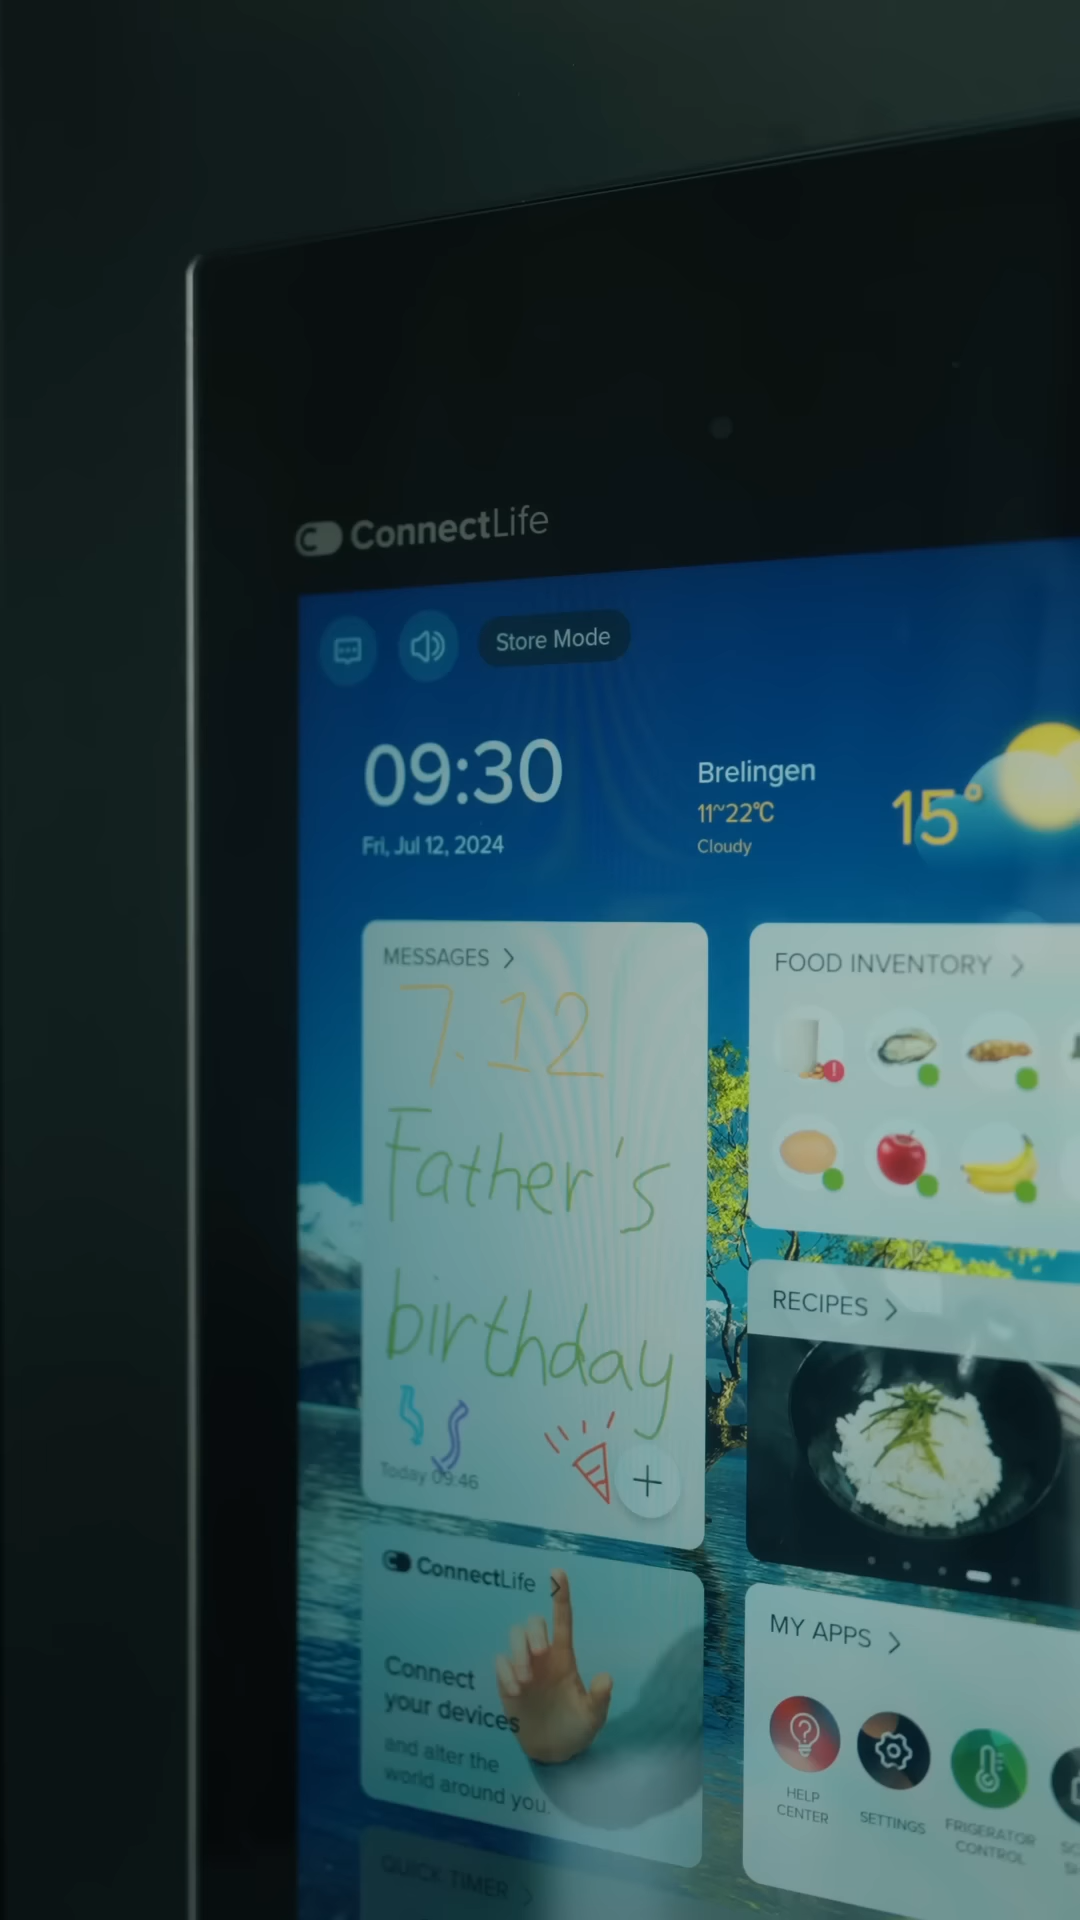 ConnectLife
Store Mode
09:30
Fri, Jul 12, 2024
Brelingen
11~22℃
Cloudy
15°
MESSAGES >
7.12
Father's
birthday
Today 09:46
+
FOOD INVENTORY >
!
RECIPES >
ConnectLife >
Connect
your devices
and alter the
world around you.
MY APPS >
HELP
CENTER
SETTINGS
FRIGERATOR
CONTROL
QUICK TIMER >